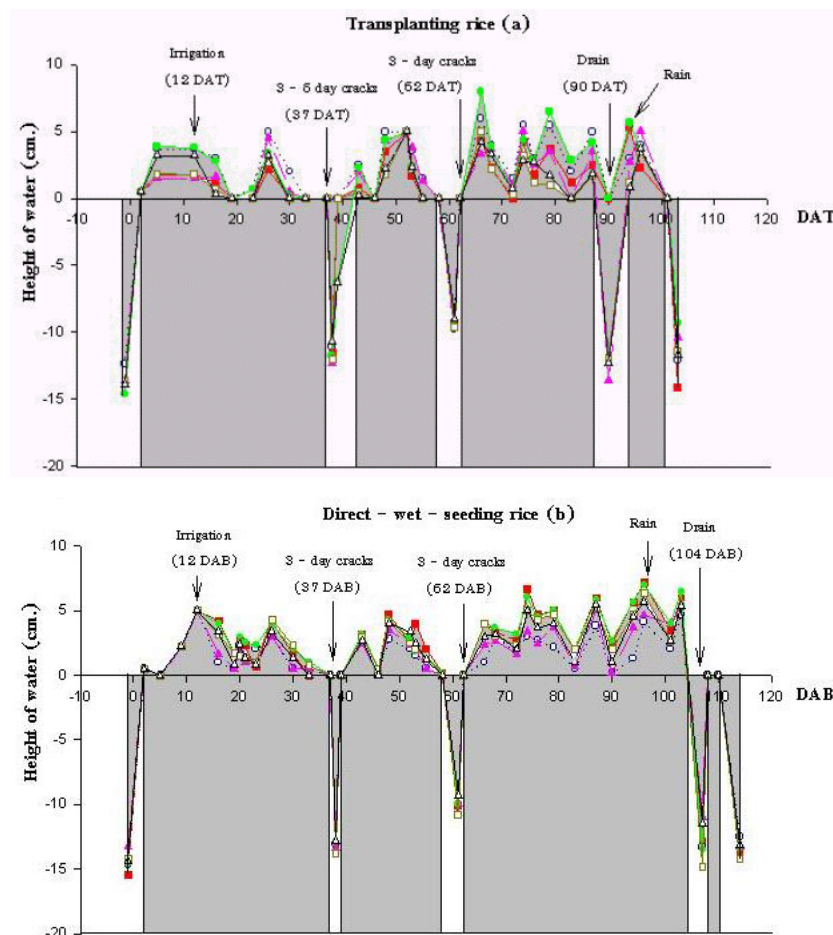 Transplanting rice (a)
10
5
0
-5
-10
-15
-20
Height of water (cm.)
Irrigation
(12 DAT)
3 - 6 day cracks
(37 DAT)
3 - day cracks
(62 DAT)
Drain
(90 DAT)
Rain
-10 0 10 20 30 40 50 60 70 80 90 100 110 120 DAT
Direct - wet - seeding rice (b)
10
5
0
-5
-10
-15
-20
Height of water (cm.)
Irrigation
(12 DAB)
3 - day cracks
(37 DAB)
3 - day cracks
(62 DAB)
Rain
Drain
(104 DAB)
-10 0 10 20 30 40 50 60 70 80 90 100 110 120 DAB